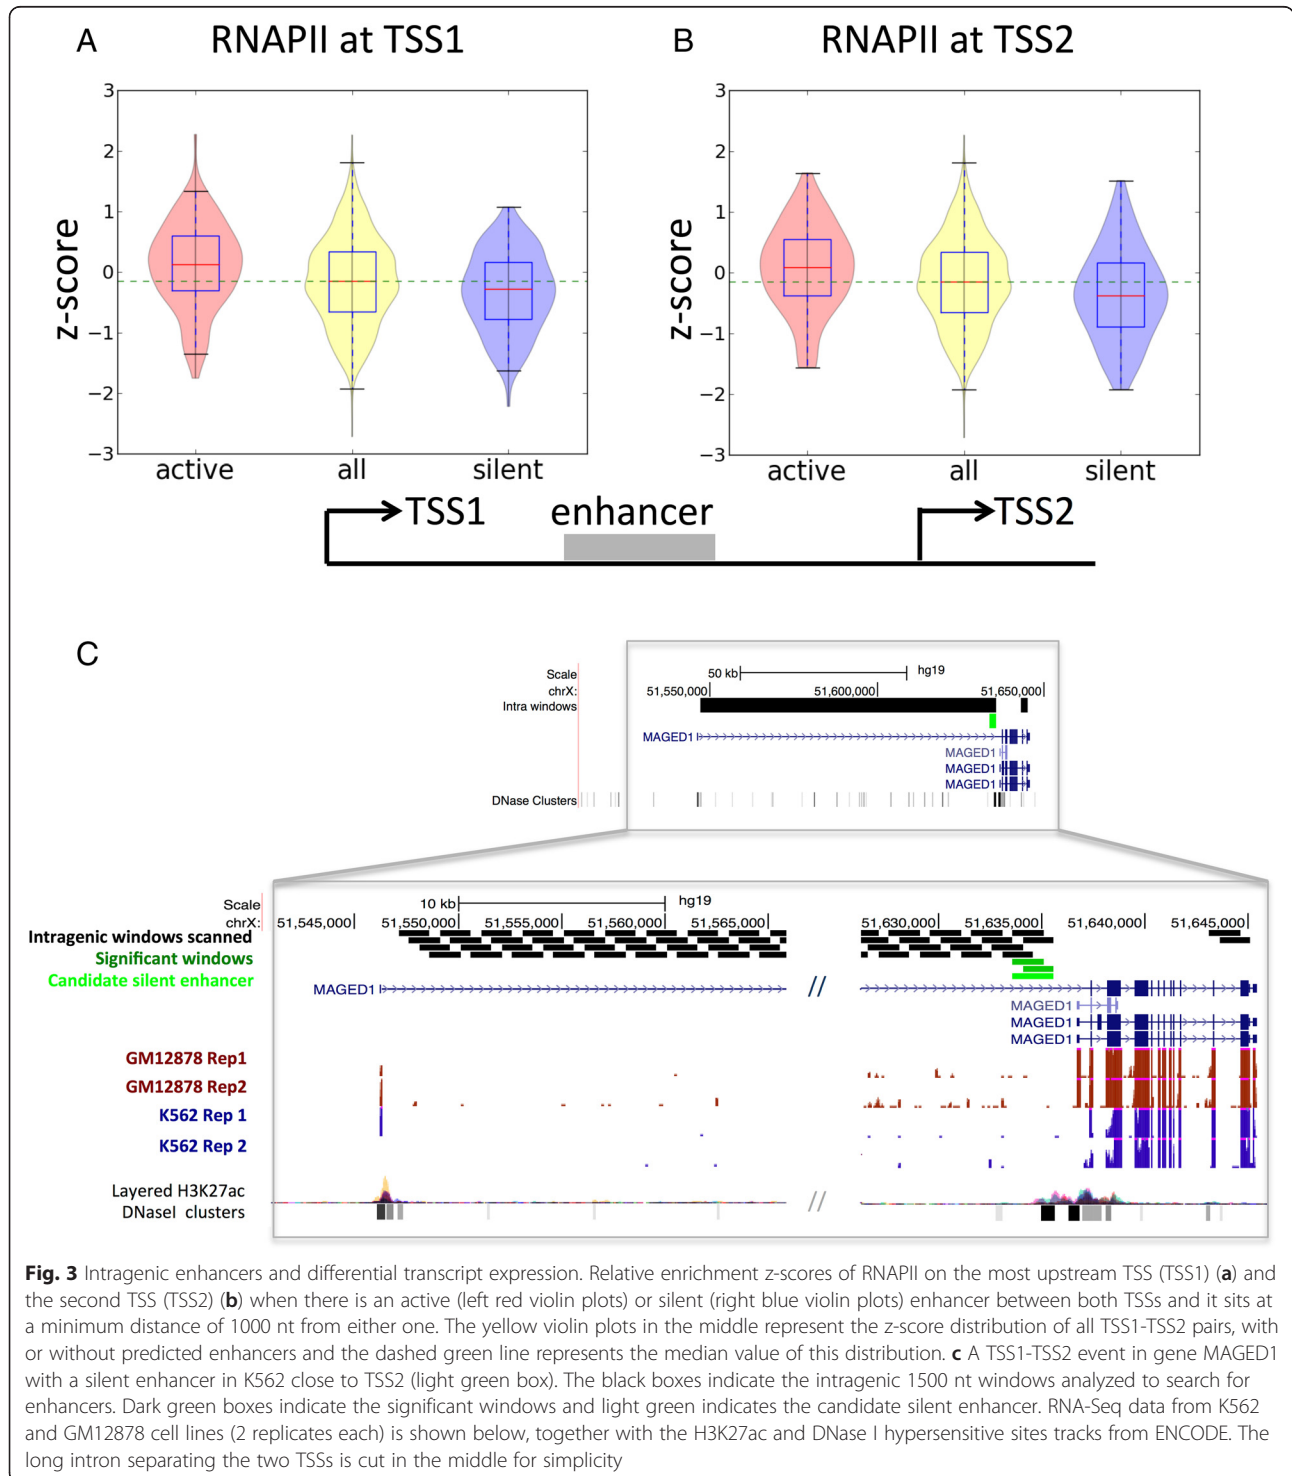 A RNAPII at TSS1
B RNAPII at TSS2
3
2
1
0
−1
−2
−3
z-score
active all silent
3
2
1
0
−1
−2
−3
z-score
active all silent
TSS1 enhancer TSS2
C
Scale 50 kb hg19
chrX: 51,550,000 51,600,000 51,650,000
Intra windows
MAGED1
MAGED1
MAGED1
MAGED1
DNase Clusters
Scale 10 kb hg19
chrX: 51,545,000 51,550,000 51,555,000 51,560,000 51,565,000 51,630,000 51,635,000 51,640,000 51,645,000
Intragenic windows scanned
Significant windows
Candidate silent enhancer
MAGED1 //
MAGED1
MAGED1
MAGED1
GM12878 Rep1
GM12878 Rep2
K562 Rep 1
K562 Rep 2
Layered H3K27ac //
DNaseI clusters
Fig. 3 Intragenic enhancers and differential transcript expression. Relative enrichment z-scores of RNAPII on the most upstream TSS (TSS1) (a) and
the second TSS (TSS2) (b) when there is an active (left red violin plots) or silent (right blue violin plots) enhancer between both TSSs and it sits at
a minimum distance of 1000 nt from either one. The yellow violin plots in the middle represent the z-score distribution of all TSS1-TSS2 pairs, with
or without predicted enhancers and the dashed green line represents the median value of this distribution. c A TSS1-TSS2 event in gene MAGED1
with a silent enhancer in K562 close to TSS2 (light green box). The black boxes indicate the intragenic 1500 nt windows analyzed to search for
enhancers. Dark green boxes indicate the significant windows and light green indicates the candidate silent enhancer. RNA-Seq data from K562
and GM12878 cell lines (2 replicates each) is shown below, together with the H3K27ac and DNase I hypersensitive sites tracks from ENCODE. The
long intron separating the two TSSs is cut in the middle for simplicity